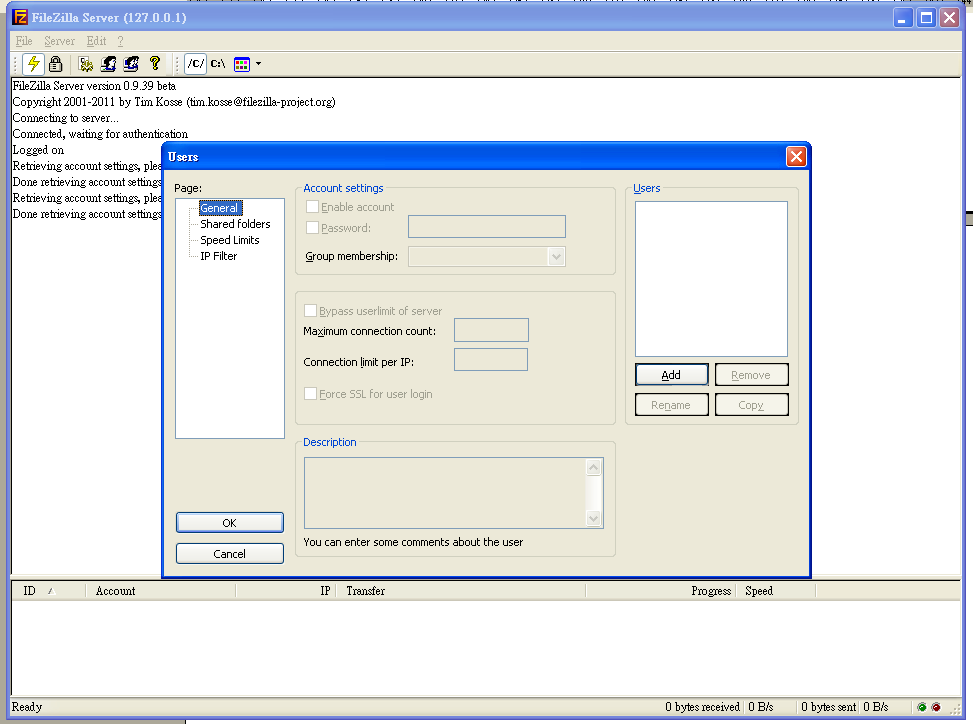 FileZilla Server (127.0.0.1)
File Server Edit ?
/C/ C:\
FileZilla Server version 0.9.39 beta
Copyright 2001-2011 by Tim Kosse (tim.kosse@filezilla-project.org)
Connecting to server...
Connected, waiting for authentication
Logged on
Retrieving account settings, plea
Done retrieving account settings
Retrieving account settings, plea
Done retrieving account settings
Users
Page:
General
Shared folders
Speed Limits
IP Filter
OK
Cancel
Account settings
Enable account
Password:
Group membership:
Bypass userlimit of server
Maximum connection count:
Connection limit per IP:
Force SSL for user login
Description
You can enter some comments about the user
Users
Add Remove
Rename Copy
ID Account IP Transfer Progress Speed
Ready 0 bytes received 0 B/s 0 bytes sent 0 B/s